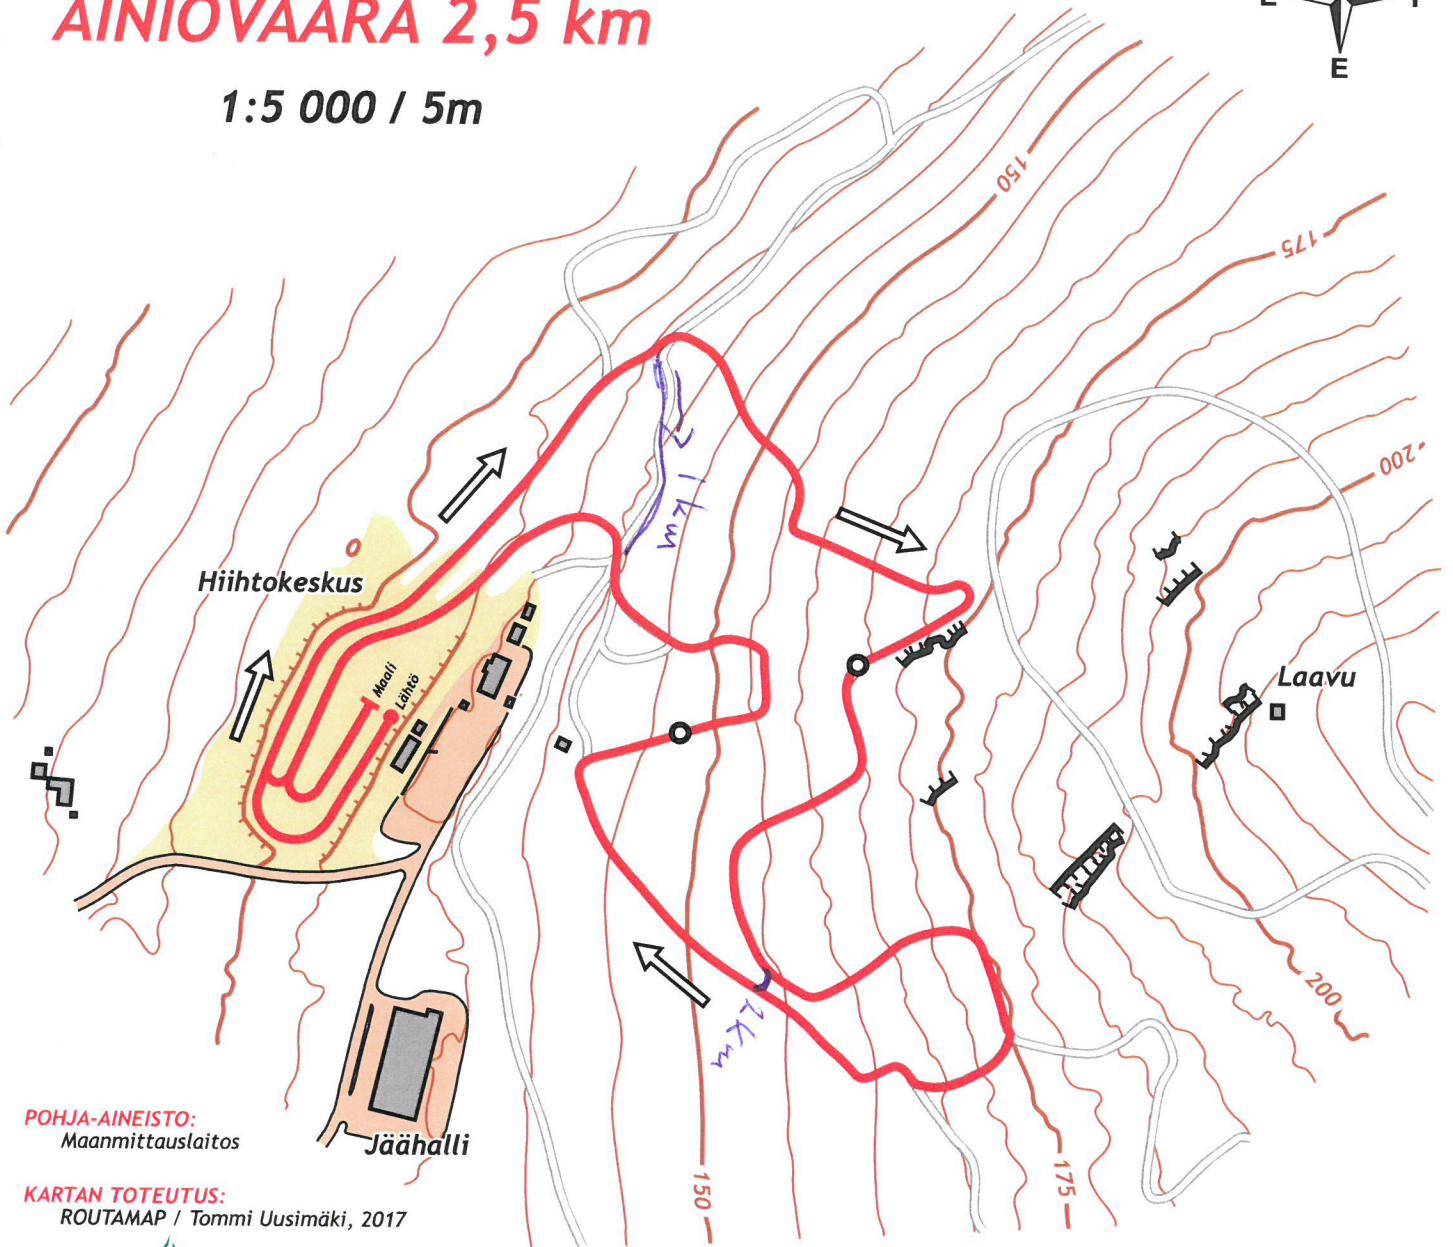 AINIOVAARA 2,5 km
1:5 000 / 5m
E
150
175
200
1 km
Hiihtokeskus
Maali
Lähtö
Laavu
2 km
200
Jäähalli
150
175
POHJA-AINEISTO:
Maanmittauslaitos
KARTAN TOTEUTUS:
ROUTAMAP / Tommi Uusimäki, 2017